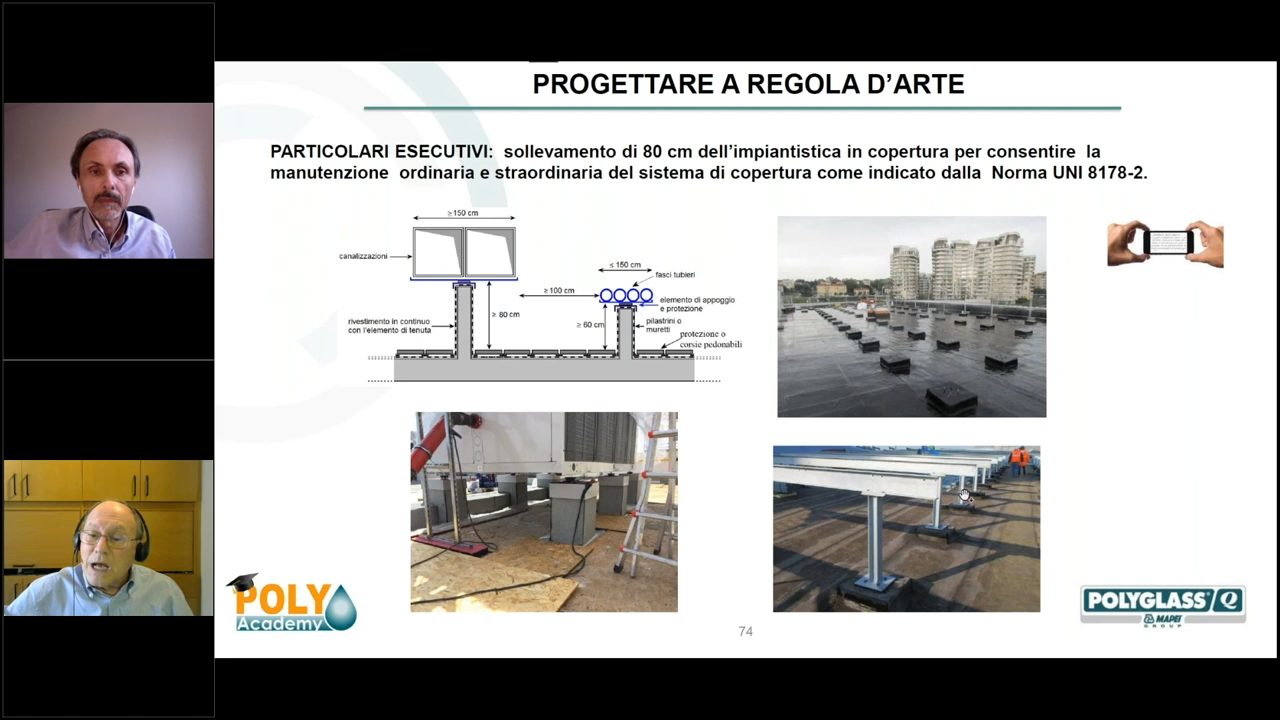 PROGETTARE A REGOLA D'ARTE
PARTICOLARI ESECUTIVI: sollevamento di 80 cm dell'impiantistica in copertura per consentire la
manutenzione ordinaria e straordinaria del sistema di copertura come indicato dalla Norma UNI 8178-2.
≥150 cm
canalizzazioni
≤ 150 cm
fasci tubieri
≥100 cm
elemento di appoggio
e protezione
≥ 80 cm
≥ 60 cm
rivestimento in continuo
con l'elemento di tenuta
pilastrini o
muretti
protezione o
corsie pedonabili
POLY
Academy
74
POLYGLASS
MAPEI
GROUP